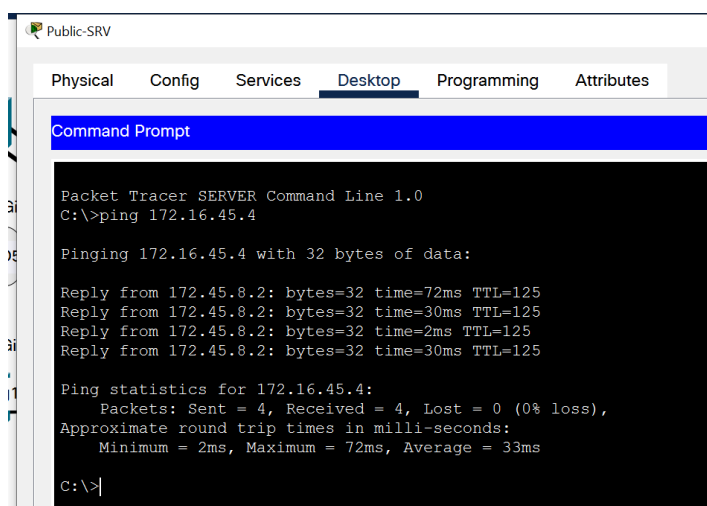 Public-SRV
Physical Config Services Desktop Programming Attributes
Command Prompt
Packet Tracer SERVER Command Line 1.0
C:\>ping 172.16.45.4
Pinging 172.16.45.4 with 32 bytes of data:
Reply from 172.45.8.2: bytes=32 time=72ms TTL=125
Reply from 172.45.8.2: bytes=32 time=30ms TTL=125
Reply from 172.45.8.2: bytes=32 time=2ms TTL=125
Reply from 172.45.8.2: bytes=32 time=30ms TTL=125
Ping statistics for 172.16.45.4:
Packets: Sent = 4, Received = 4, Lost = 0 (0% loss),
Approximate round trip times in milli-seconds:
Minimum = 2ms, Maximum = 72ms, Average = 33ms
C:\>